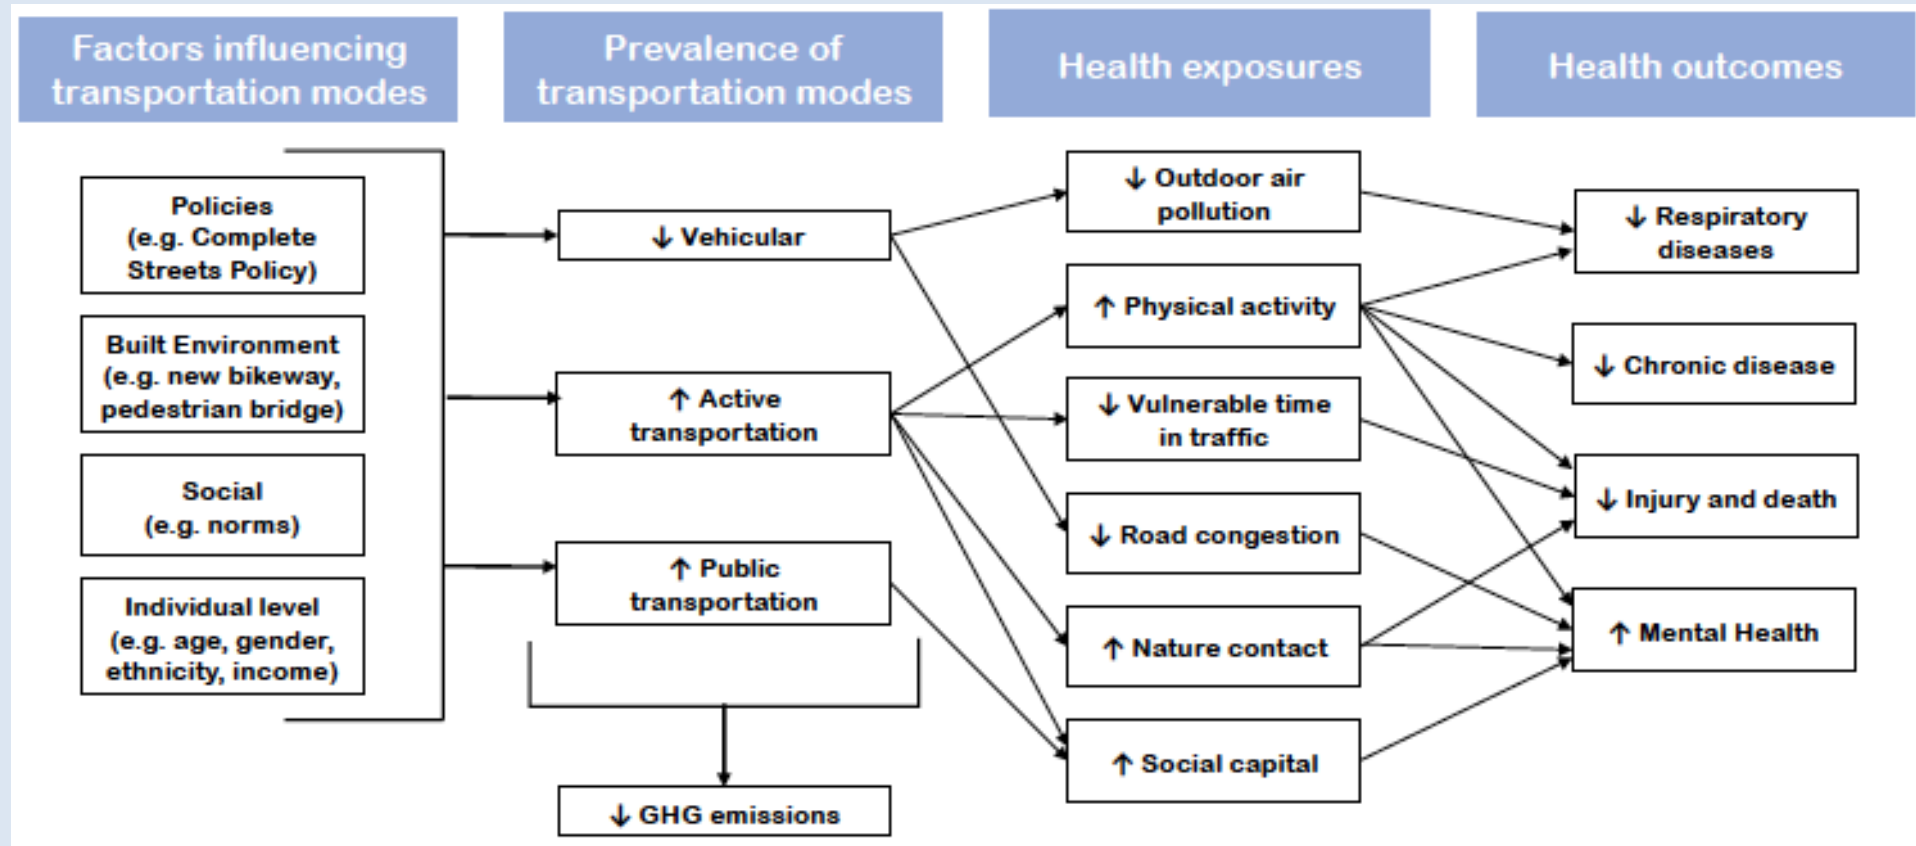 Factors influencing
transportation modes
Prevalence of
transportation modes
Health exposures
Health outcomes
Policies
(e.g. Complete
Streets Policy)
Built Environment
(e.g. new bikeway,
pedestrian bridge)
Social
(e.g. norms)
Individual level
(e.g. age, gender,
ethnicity, income)
↓ Vehicular
↑ Active
transportation
↑ Public
transportation
↓ GHG emissions
↓ Outdoor air
pollution
↑ Physical activity
↓ Vulnerable time
in traffic
↓ Road congestion
↑ Nature contact
↑ Social capital
↓ Respiratory
diseases
↓ Chronic disease
↓ Injury and death
↑ Mental Health